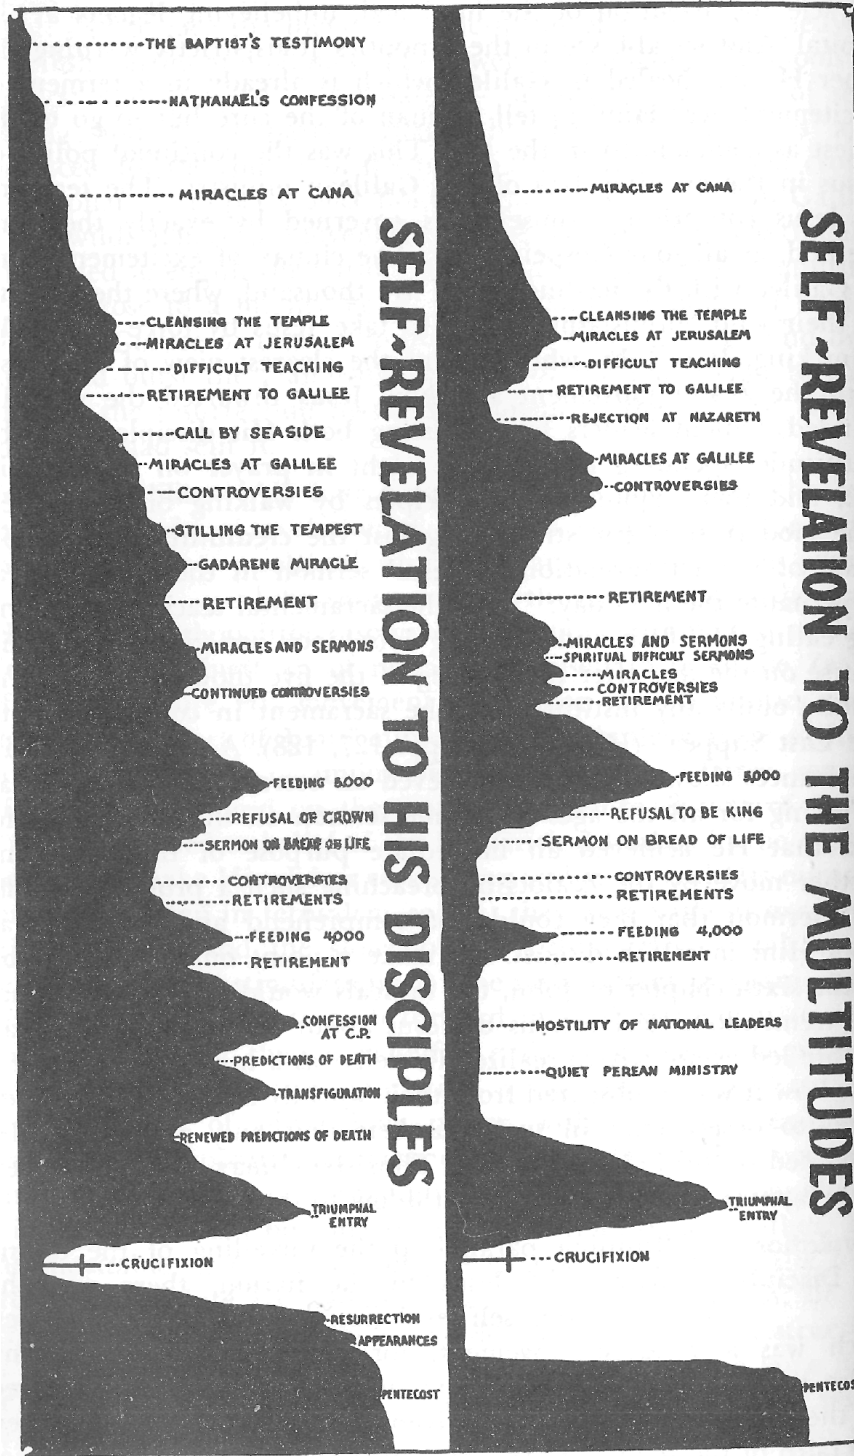 THE BAPTIST'S TESTIMONY
NATHANAEL'S CONFESSION
MIRACLES AT CANA
CLEANSING THE TEMPLE
MIRACLES AT JERUSALEM
DIFFICULT TEACHING
RETIREMENT TO GALILEE
CALL BY SEASIDE
MIRACLES AT GALILEE
CONTROVERSIES
STILLING THE TEMPEST
GADARENE MIRACLE
RETIREMENT
MIRACLES AND SERMONS
CONTINUED CONTROVERSIES
FEEDING 5,000
REFUSAL OF CROWN
SERMON ON BREAD OF LIFE
CONTROVERSIES
RETIREMENTS
FEEDING 4,000
RETIREMENT
CONFESSION
AT C.P.
PREDICTIONS OF DEATH
TRANSFIGURATION
RENEWED PREDICTIONS OF DEATH
TRIUMPHAL
ENTRY
CRUCIFIXION
RESURRECTION
APPEARANCES
PENTECOST
SELF-REVELATION TO HIS DISCIPLES
MIRACLES AT CANA
CLEANSING THE TEMPLE
MIRACLES AT JERUSALEM
DIFFICULT TEACHING
RETIREMENT TO GALILEE
REJECTION AT NAZARETH
MIRACLES AT GALILEE
CONTROVERSIES
RETIREMENT
MIRACLES AND SERMONS
SPIRITUAL DIFFICULT SERMONS
MIRACLES
CONTROVERSIES
RETIREMENT
FEEDING 5,000
REFUSAL TO BE KING
SERMON ON BREAD OF LIFE
CONTROVERSIES
RETIREMENTS
FEEDING 4,000
RETIREMENT
HOSTILITY OF NATIONAL LEADERS
QUIET PEREAN MINISTRY
TRIUMPHAL
ENTRY
CRUCIFIXION
PENTECOST
SELF-REVELATION TO THE MULTITUDES